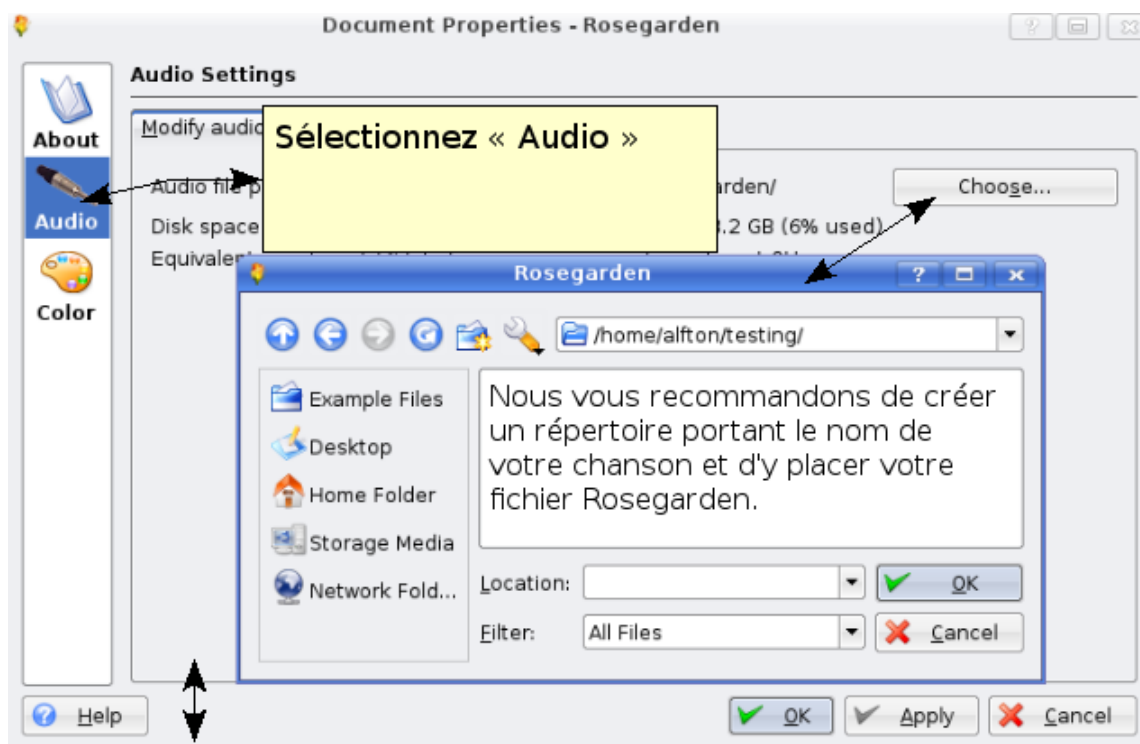 Document Properties - Rosegarden
Audio Settings
About
Audio
Color
Modify audio
Sélectionnez « Audio »
Audio file p
arden/
Choose...
Disk space
.2 GB (6% used)
Rosegarden
/home/alfton/testing/
Example Files
Desktop
Home Folder
Storage Media
Network Fold...
Nous vous recommandons de créer
un répertoire portant le nom de
votre chanson et d'y placer votre
fichier Rosegarden.
Location:
OK
Filter:
All Files
Cancel
Help
OK
Apply
Cancel